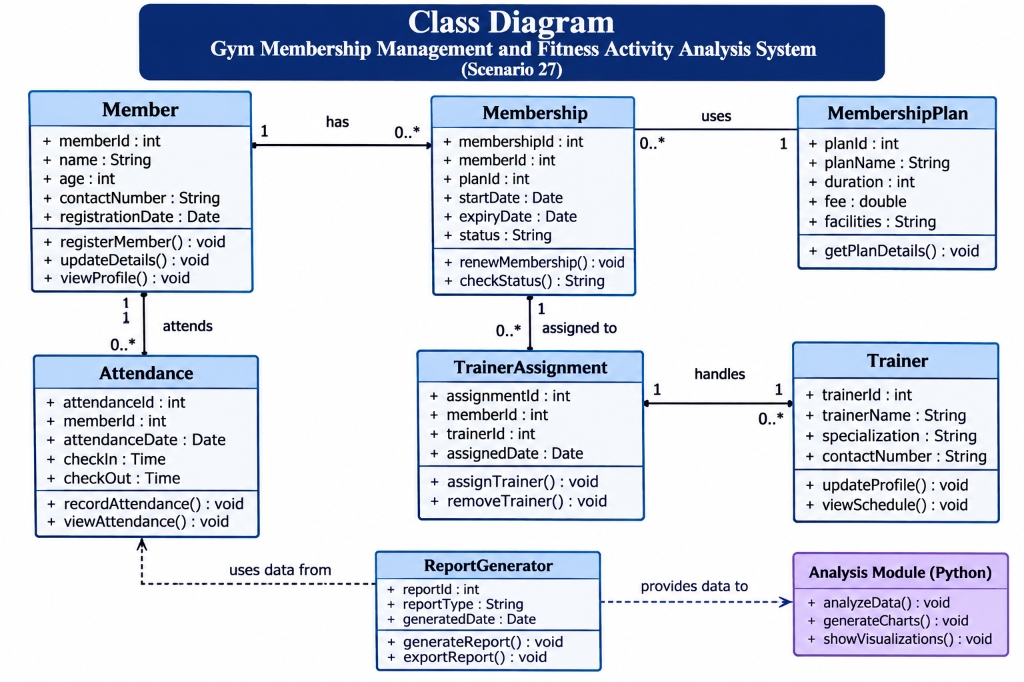 Class Diagram
Gym Membership Management and Fitness Activity Analysis System
(Scenario 27)
Member
+ memberId : int
+ name : String
+ age : int
+ contactNumber : String
+ registrationDate : Date
+ registerMember() : void
+ updateDetails() : void
+ viewProfile() : void
1
has
0..*
Membership
+ membershipId : int
+ memberId : int
+ planId : int
+ startDate : Date
+ expiryDate : Date
+ status : String
+ renewMembership() : void
+ checkStatus() : String
uses
0..*
1
MembershipPlan
+ planId : int
+ planName : String
+ duration : int
+ fee : double
+ facilities : String
+ getPlanDetails() : void
1
1
attends
0..*
1
0..*
assigned to
Attendance
+ attendanceId : int
+ memberId : int
+ attendanceDate : Date
+ checkIn : Time
+ checkOut : Time
+ recordAttendance() : void
+ viewAttendance() : void
TrainerAssignment
+ assignmentId : int
+ memberId : int
+ trainerId : int
+ assignedDate : Date
+ assignTrainer() : void
+ removeTrainer() : void
handles
1
1
0..*
Trainer
+ trainerId : int
+ trainerName : String
+ specialization : String
+ contactNumber : String
+ updateProfile() : void
+ viewSchedule() : void
uses data from
ReportGenerator
+ reportId : int
+ reportType : String
+ generatedDate : Date
+ generateReport() : void
+ exportReport() : void
provides data to
Analysis Module (Python)
+ analyzeData() : void
+ generateCharts() : void
+ showVisualizations() : void